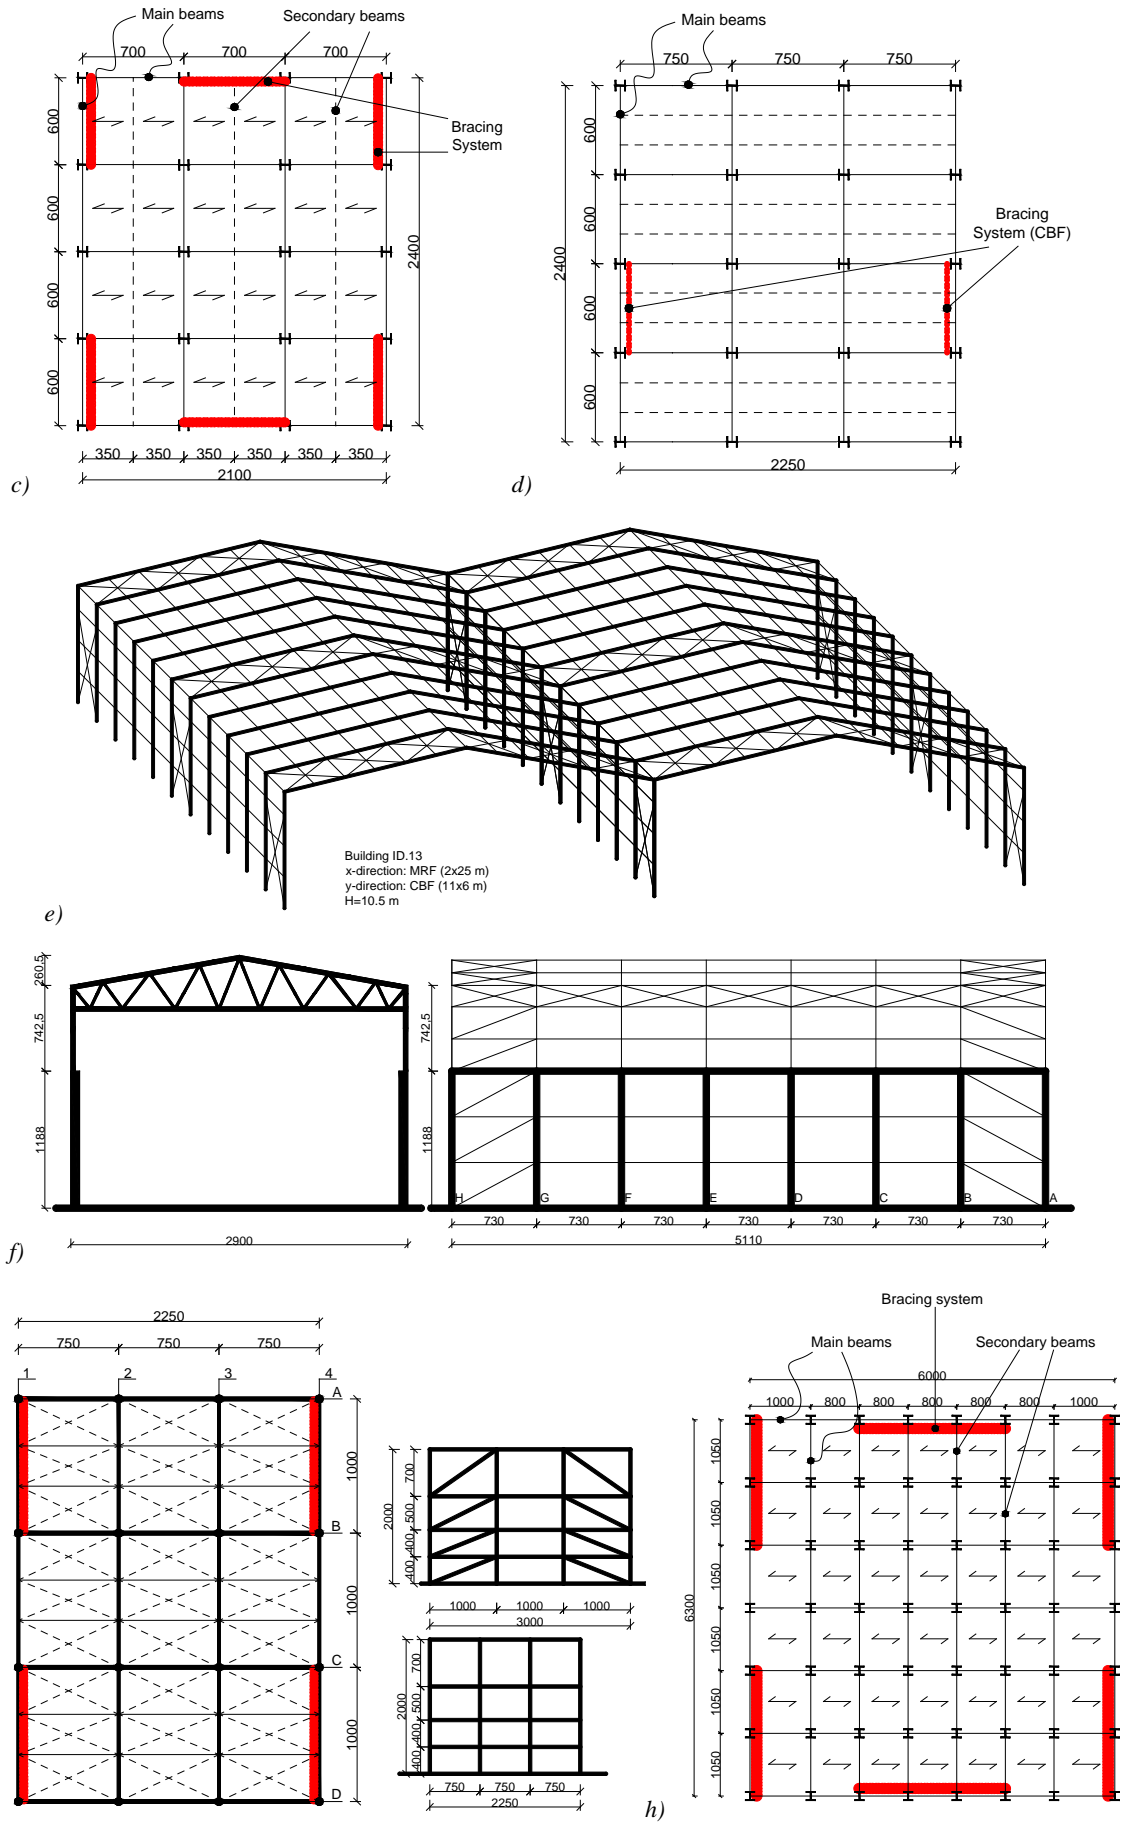 Main beams
Secondary beams
700
700
700
600
600
600
600
2400
Bracing
System
350
350
350
350
350
350
2100
c)
Main beams
750
750
750
600
600
600
600
2400
Bracing
System (CBF)
2250
d)
Building ID.13
x-direction: MRF (2x25 m)
y-direction: CBF (11x6 m)
H=10.5 m
e)
260,5
742,5
1188
2900
742,5
1188
H
G
F
E
D
C
B
A
730
730
730
730
730
730
730
5110
f)
2250
750
750
750
1
2
3
4
A
B
C
D
1000
1000
1000
2000
700
500
400
400
1000
1000
1000
3000
2000
700
500
400
400
750
750
750
2250
Bracing system
Main beams
Secondary beams
6000
1000
800
800
800
800
800
1000
1050
1050
1050
1050
1050
1050
6300
h)